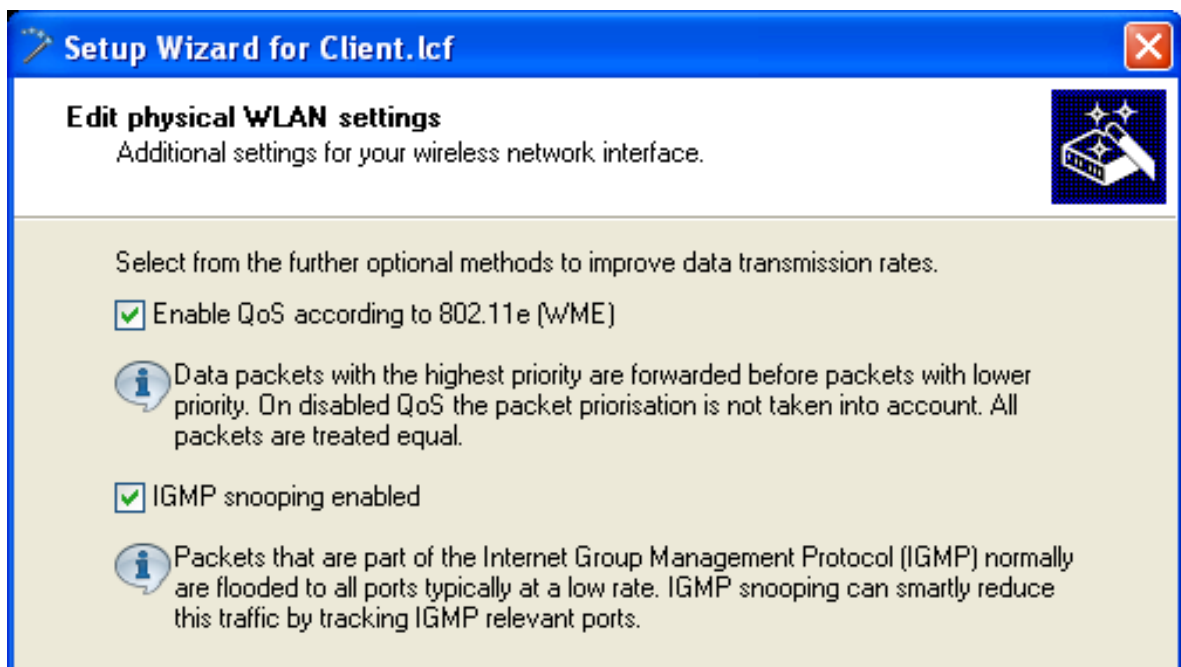 Setup Wizard for Client.lcf
Edit physical WLAN settings
Additional settings for your wireless network interface.
Select from the further optional methods to improve data transmission rates.
Enable QoS according to 802.11e (WME)
Data packets with the highest priority are forwarded before packets with lower
priority. On disabled QoS the packet priorisation is not taken into account. All
packets are treated equal.
IGMP snooping enabled
Packets that are part of the Internet Group Management Protocol (IGMP) normally
are flooded to all ports typically at a low rate. IGMP snooping can smartly reduce
this traffic by tracking IGMP relevant ports.